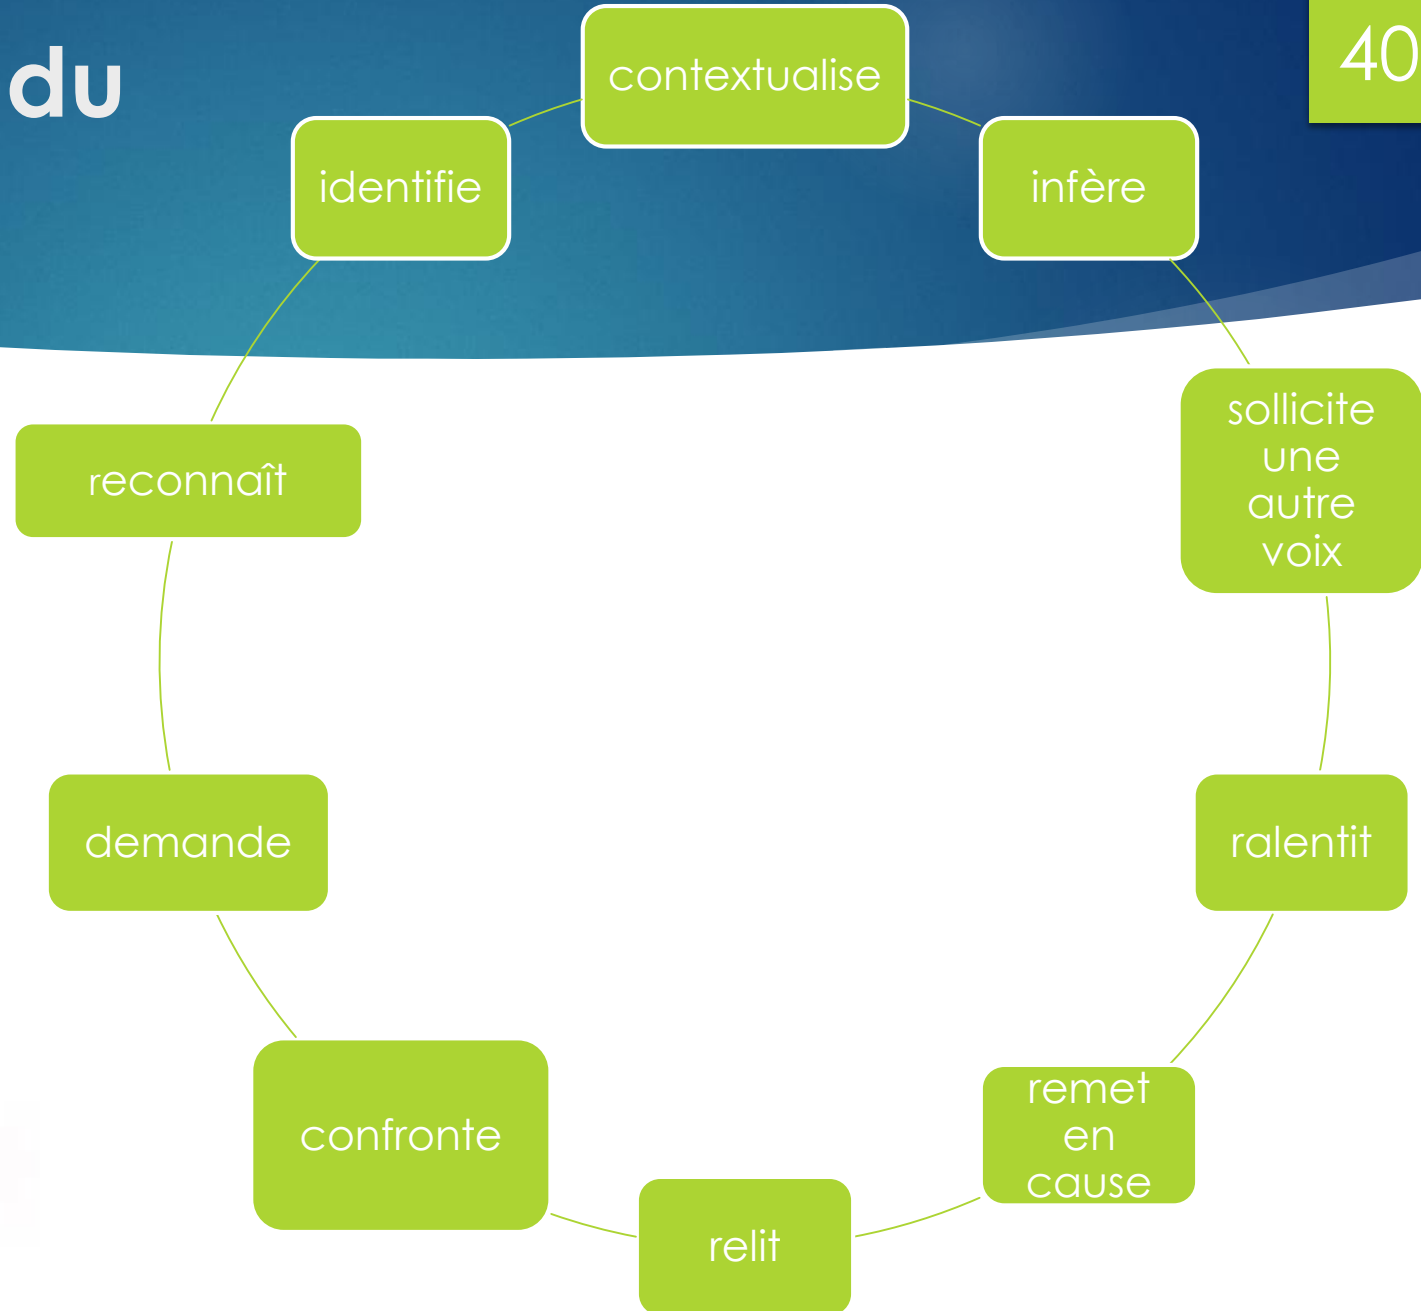 du
40
contextualise
infère
sollicite
une
autre
voix
ralentit
remet
en
cause
relit
confronte
demande
reconnaît
identifie